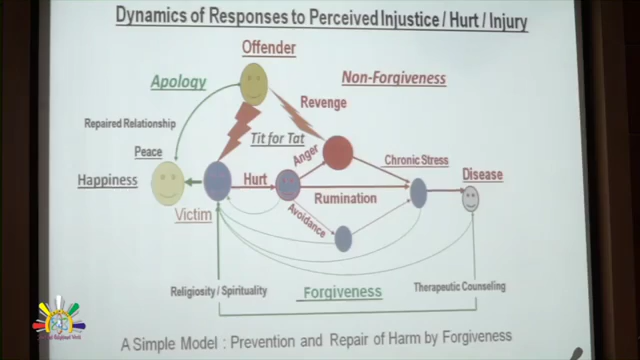 Dynamics of Responses to Perceived Injustice / Hurt / Injury
Offender
Apology
Non-Forgiveness
Revenge
Repaired Relationship
Tit for Tat
Peace
Anger
Chronic Stress
Happiness
Hurt
Rumination
Disease
Victim
Avoidance
Religiosity / Spirituality
Forgiveness
Therapeutic Counseling
A Simple Model : Prevention and Repair of Harm by Forgiveness